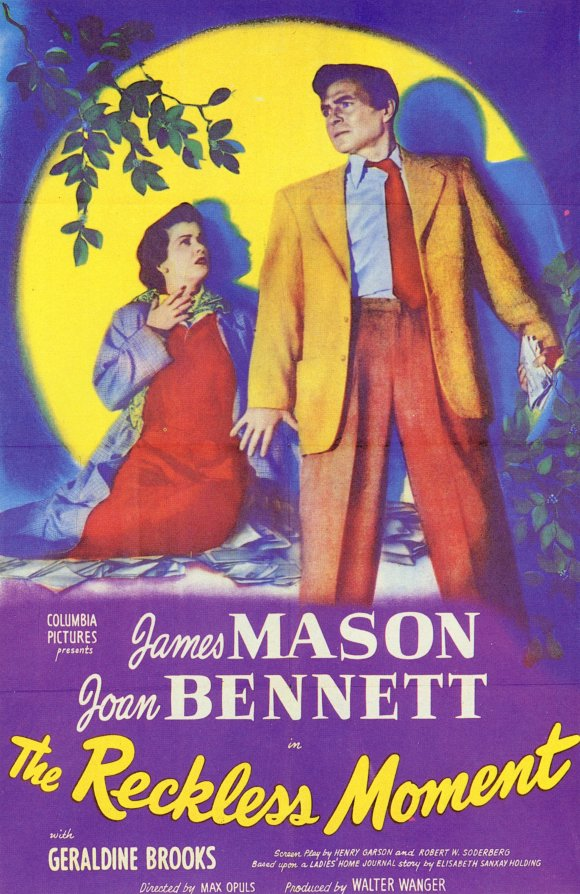 COLUMBIA
PICTURES
presents
James MASON
Joan BENNETT
in
The Reckless Moment
with
GERALDINE BROOKS
Screen Play by HENRY GARSON and ROBERT W. SODERBERG
Based upon a LADIES' HOME JOURNAL story by ELISABETH SANXAY HOLDING
Directed by MAX OPULS Produced by WALTER WANGER